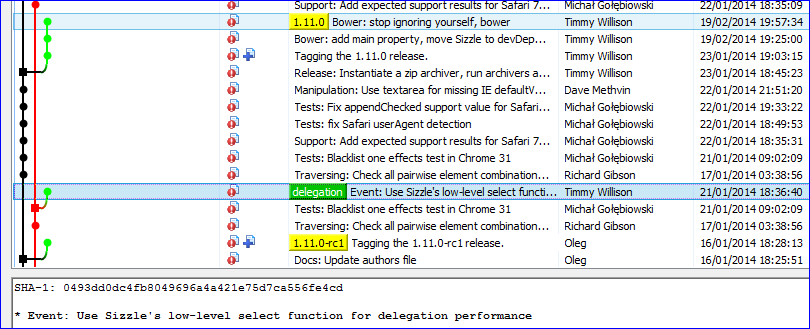 Support: Add expected support results for Safari 7... Michał Gołębiowski 22/01/2014 18:35:09
1.11.0 Bower: stop ignoring yourself, bower Timmy Willison 19/02/2014 19:57:34
Bower: add main property, move Sizzle to devDep... Timmy Willison 19/02/2014 19:25:00
Tagging the 1.11.0 release. Timmy Willison 23/01/2014 19:03:15
Release: Instantiate a zip archiver, run archivers a... Timmy Willison 23/01/2014 18:45:23
Manipulation: Use textarea for missing IE defaultV... Dave Methvin 22/01/2014 21:51:20
Tests: Fix appendChecked support value for Safari... Michał Gołębiowski 22/01/2014 19:33:22
Tests: fix Safari userAgent detection Michał Gołębiowski 22/01/2014 18:49:53
Support: Add expected support results for Safari 7... Michał Gołębiowski 22/01/2014 18:35:31
Tests: Blacklist one effects test in Chrome 31 Michał Gołębiowski 21/01/2014 09:02:09
Traversing: Check all pairwise element combination... Richard Gibson 17/01/2014 03:38:56
delegation Event: Use Sizzle's low-level select functi... Timmy Willison 21/01/2014 18:36:40
Tests: Blacklist one effects test in Chrome 31 Michał Gołębiowski 21/01/2014 09:02:09
Traversing: Check all pairwise element combination... Richard Gibson 17/01/2014 03:38:56
1.11.0-rc1 Tagging the 1.11.0-rc1 release. Oleg 16/01/2014 18:28:13
Docs: Update authors file Oleg 16/01/2014 18:25:51
SHA-1: 0493dd0dc4fb8049696a4a421e75d7ca556fe4cd
* Event: Use Sizzle's low-level select function for delegation performance